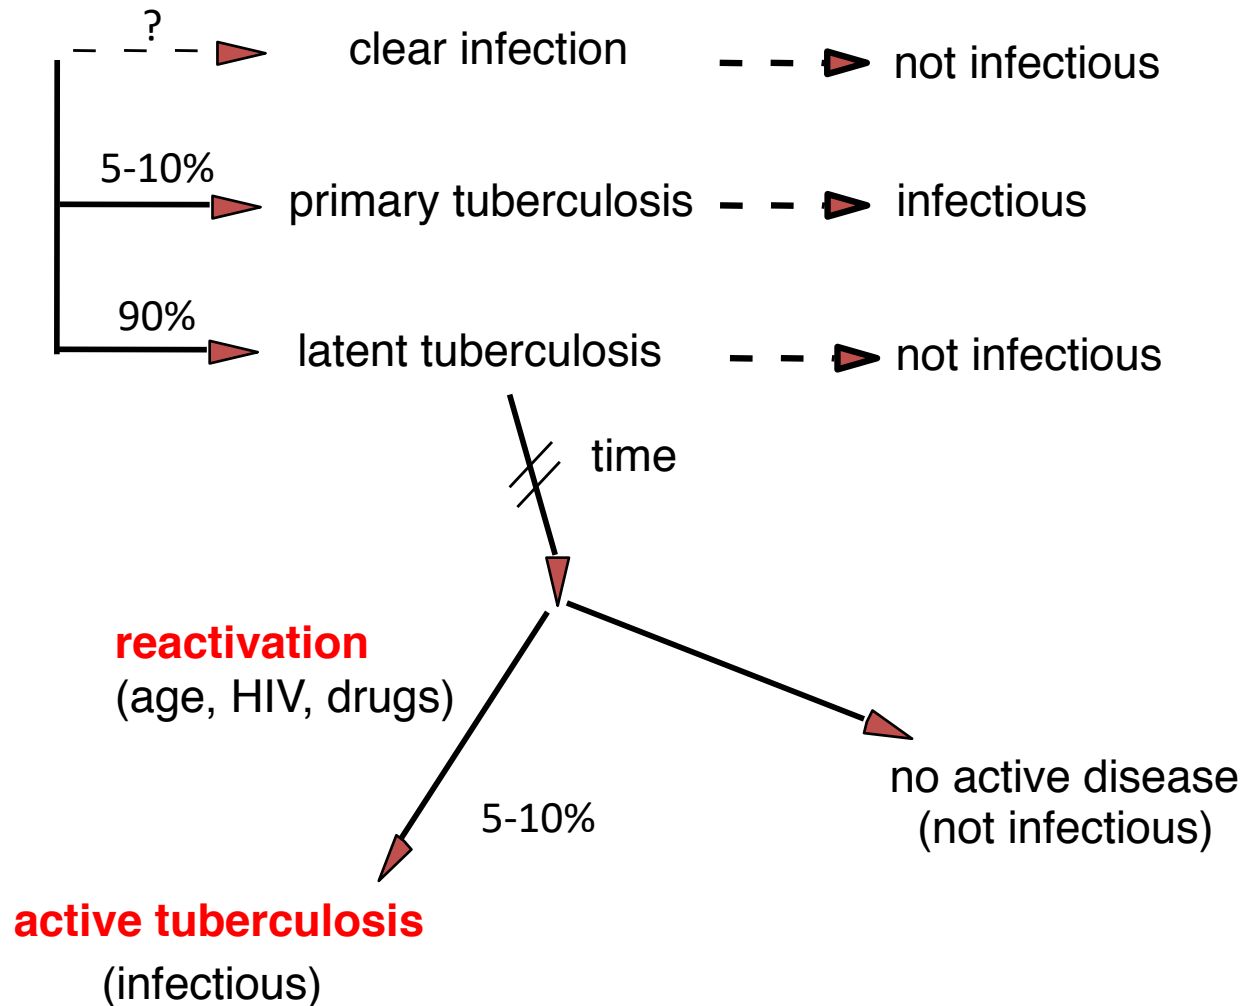 ?
clear infection
not infectious
5-10%
primary tuberculosis
infectious
90%
latent tuberculosis
not infectious
time
reactivation
(age, HIV, drugs)
no active disease
(not infectious)
5-10%
active tuberculosis
(infectious)